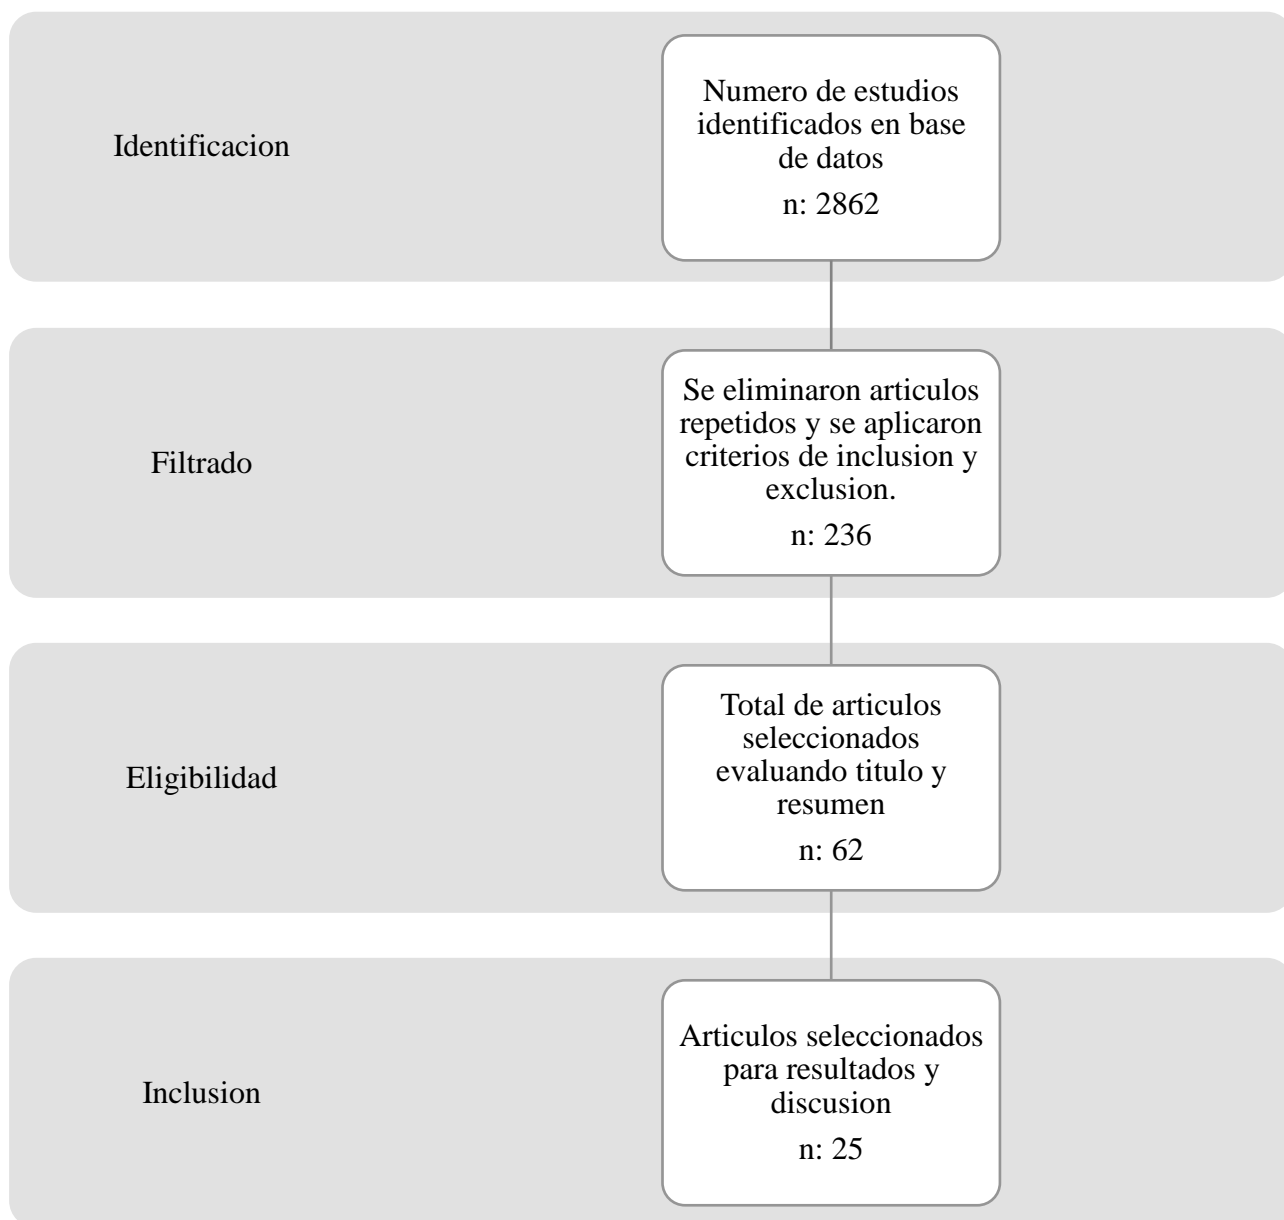 Identificacion
Numero de estudios
identificados en base
de datos
n: 2862
Filtrado
Se eliminaron articulos
repetidos y se aplicaron
criterios de inclusion y
exclusion.
n: 236
Eligibilidad
Total de articulos
seleccionados
evaluando titulo y
resumen
n: 62
Inclusion
Articulos seleccionados
para resultados y
discusion
n: 25